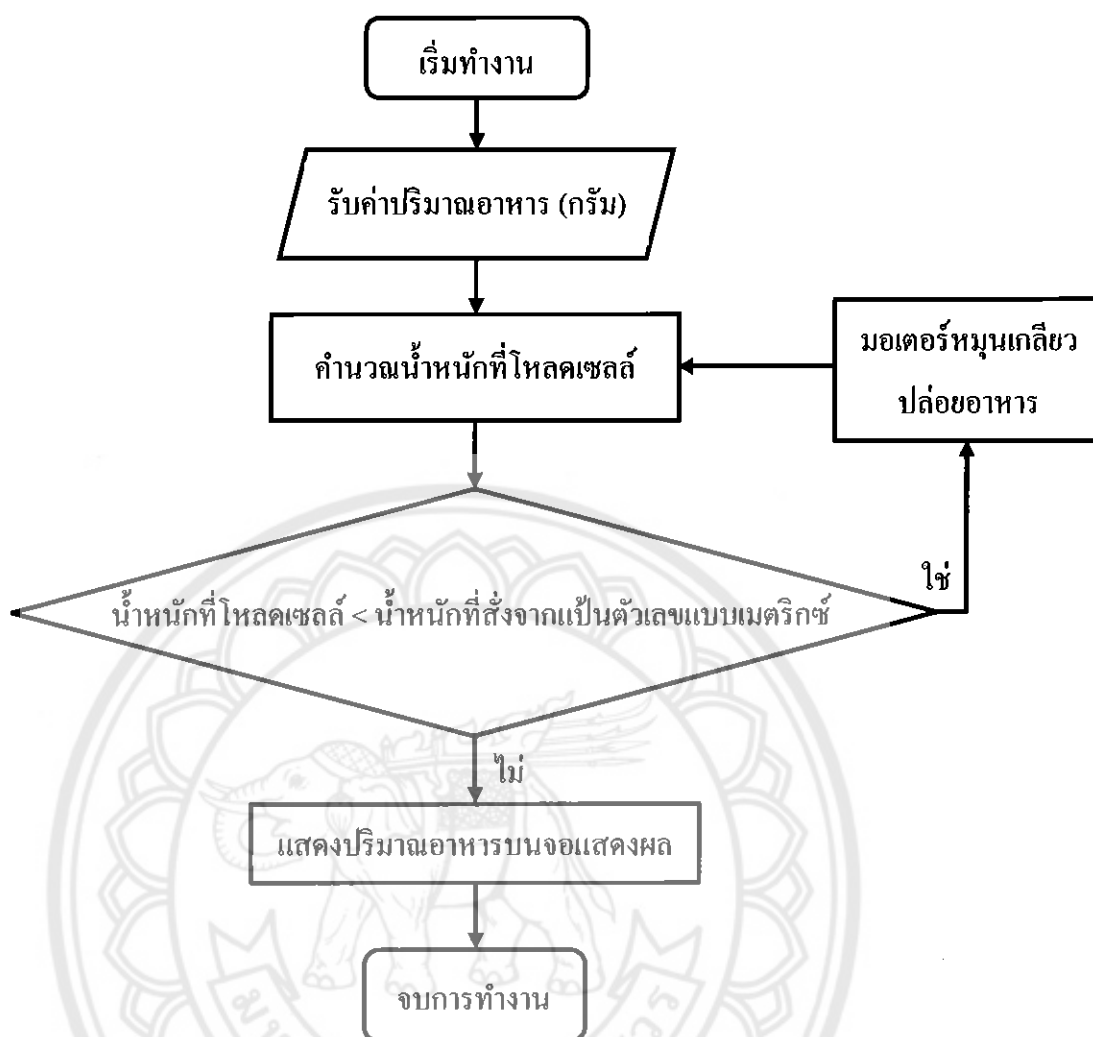 เริ่มทำงาน
รับค่าปริมาณอาหาร (กรัม)
คำนวณน้ำหนักที่โหลดเซลล์
มอเตอร์หมุนเกลียว
ปล่อยอาหาร
น้ำหนักที่โหลดเซลล์ < น้ำหนักที่สั่งจากแป้นตัวเลขแบบเมตริกซ์
ใช่
ไม่
แสดงปริมาณอาหารบนจอแสดงผล
จบการทำงาน